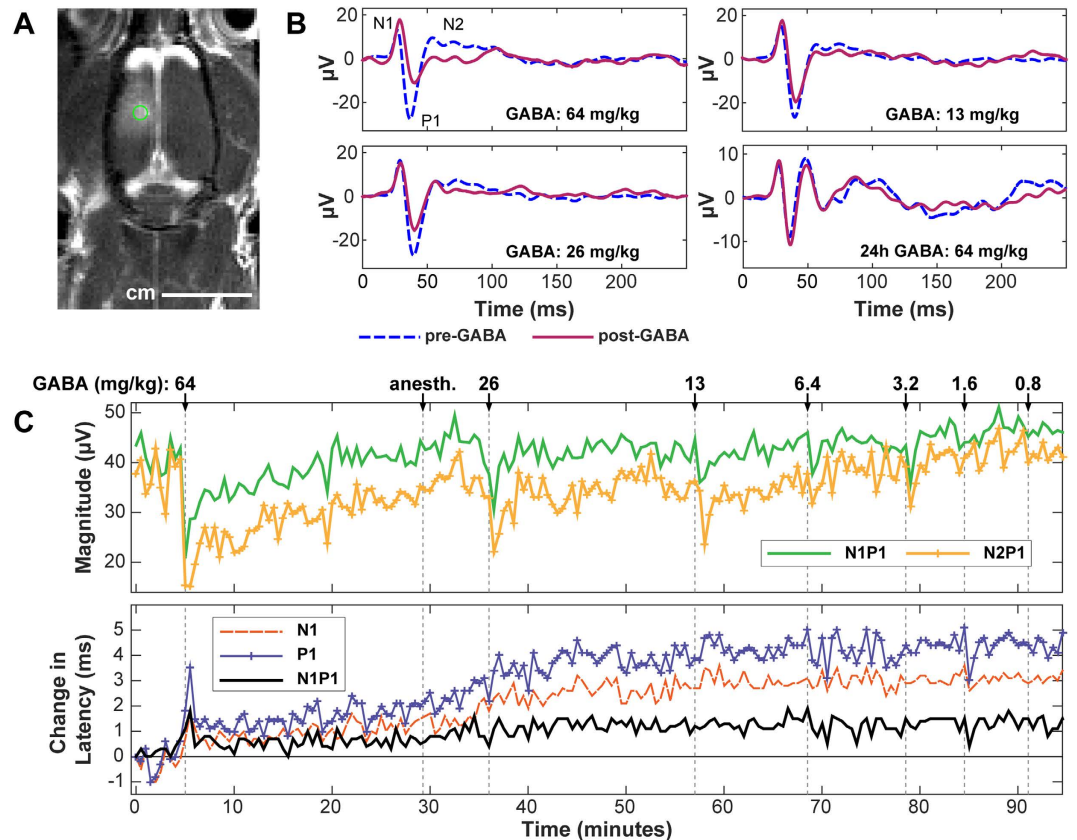 A
cm
B
20
0
-20
µV
N1
N2
P1
GABA: 64 mg/kg
20
0
-20
µV
GABA: 13 mg/kg
20
0
-20
µV
GABA: 26 mg/kg
0
50
100
150
200
Time (ms)
10
0
-10
µV
24h GABA: 64 mg/kg
0
50
100
150
200
Time (ms)
pre-GABA
post-GABA
GABA (mg/kg): 64
anesth.
26
13
6.4
3.2
1.6
0.8
C
50
40
30
20
Magnitude (µV)
N1P1
N2P1
5
4
3
2
1
0
-1
Change in
Latency (ms)
N1
P1
N1P1
0
10
20
30
40
50
60
70
80
90
Time (minutes)